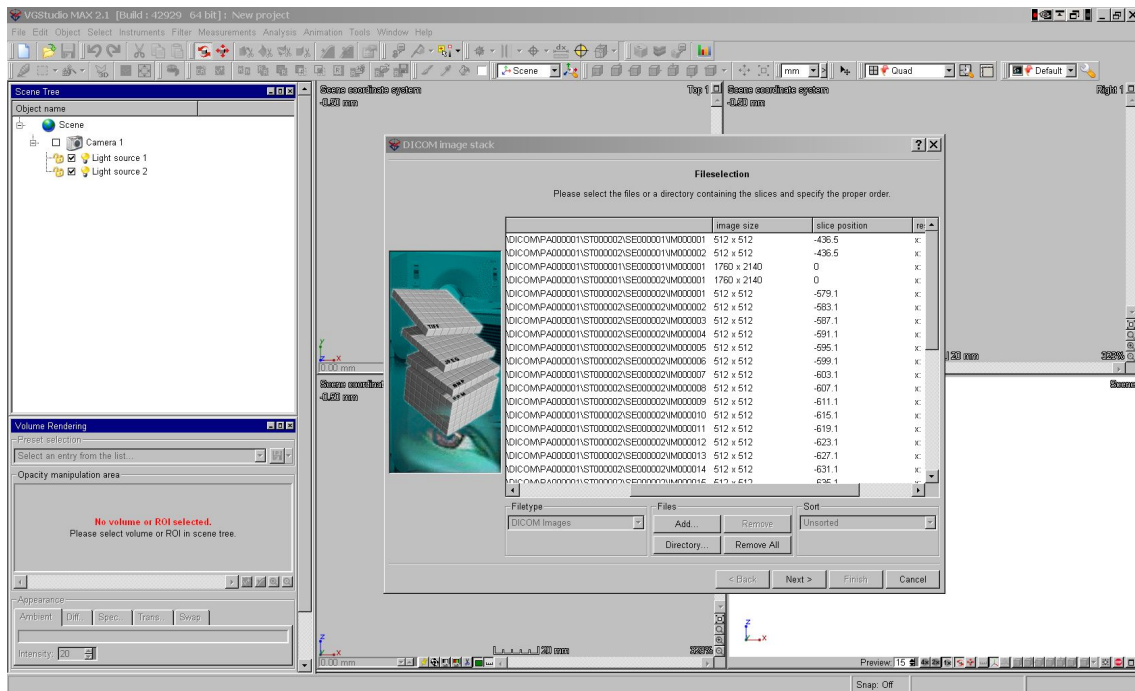 VGStudio MAX 2.1 [Build : 42929 64 bit] : New project
File Edit Object Select Instruments Filter Measurements Analysis Animation Tools Window Help
Scene
mm
Quad
Default
Scene Tree
Object name
Scene
Camera 1
Light source 1
Light source 2
Scene coordinate system
-0.50 mm
Top 1
Scene coordinate system
-0.50 mm
Right 1
DICOM image stack
Fileselection
Please select the files or a directory containing the slices and specify the proper order.
image size slice position
\DICOM\PA000001\ST000002\SE000001\IM000001 512 x 512 -436.5 x:
\DICOM\PA000001\ST000002\SE000001\IM000002 512 x 512 -436.5 x:
\DICOM\PA000001\ST000001\SE000001\IM000001 1760 x 2140 0 x:
\DICOM\PA000001\ST000001\SE000002\IM000001 1760 x 2140 0 x:
\DICOM\PA000001\ST000002\SE000002\IM000001 512 x 512 -579.1 x:
\DICOM\PA000001\ST000002\SE000002\IM000002 512 x 512 -583.1 x:
\DICOM\PA000001\ST000002\SE000002\IM000003 512 x 512 -587.1 x:
\DICOM\PA000001\ST000002\SE000002\IM000004 512 x 512 -591.1 x:
\DICOM\PA000001\ST000002\SE000002\IM000005 512 x 512 -595.1 x:
\DICOM\PA000001\ST000002\SE000002\IM000006 512 x 512 -599.1 x:
\DICOM\PA000001\ST000002\SE000002\IM000007 512 x 512 -603.1 x:
\DICOM\PA000001\ST000002\SE000002\IM000008 512 x 512 -607.1 x:
\DICOM\PA000001\ST000002\SE000002\IM000009 512 x 512 -611.1 x:
\DICOM\PA000001\ST000002\SE000002\IM000010 512 x 512 -615.1 x:
\DICOM\PA000001\ST000002\SE000002\IM000011 512 x 512 -619.1 x:
\DICOM\PA000001\ST000002\SE000002\IM000012 512 x 512 -623.1 x:
\DICOM\PA000001\ST000002\SE000002\IM000013 512 x 512 -627.1 x:
\DICOM\PA000001\ST000002\SE000002\IM000014 512 x 512 -631.1 x:
TIFF
JPEG
BMP
PPM
Filetype
DICOM Images
Files
Add... Remove
Directory... Remove All
Sort
Unsorted
< Back Next > Finish Cancel
y
z x
0.00 mm
20 mm
Volume Rendering
Preset selection
Select an entry from the list...
Opacity manipulation area
No volume or ROI selected.
Please select volume or ROI in scene tree.
Appearance
Ambient Diff... Spec... Trans... Swap
Intensity: 20
-0.50 mm
z
x
0.00 mm
20 mm
z
x
Preview: 15
Snap: Off